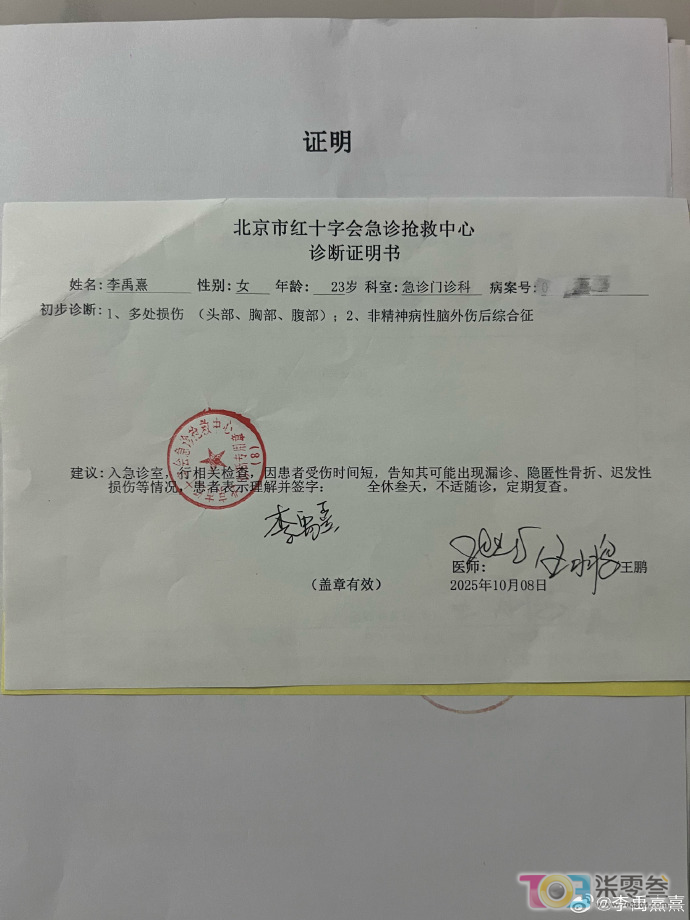 证明
北京市红十字会急诊抢救中心
诊断证明书
姓名：李禹熹 性别：女 年龄： 23岁 科室：急诊门诊科 病案号：
初步诊断：1、多处损伤 （头部、胸部、腹部）；2、非精神病性脑外伤后综合征
建议：入急诊室，行相关检查，因患者受伤时间短，告知其可能出现漏诊、隐匿性骨折、迟发性
损伤等情况，患者表示理解并签字： 全休叁天，不适随诊，定期复查。
李禹熹
医师： 王鹏
（盖章有效） 2025年10月08日
703 柒零叁
@李禹熹熹